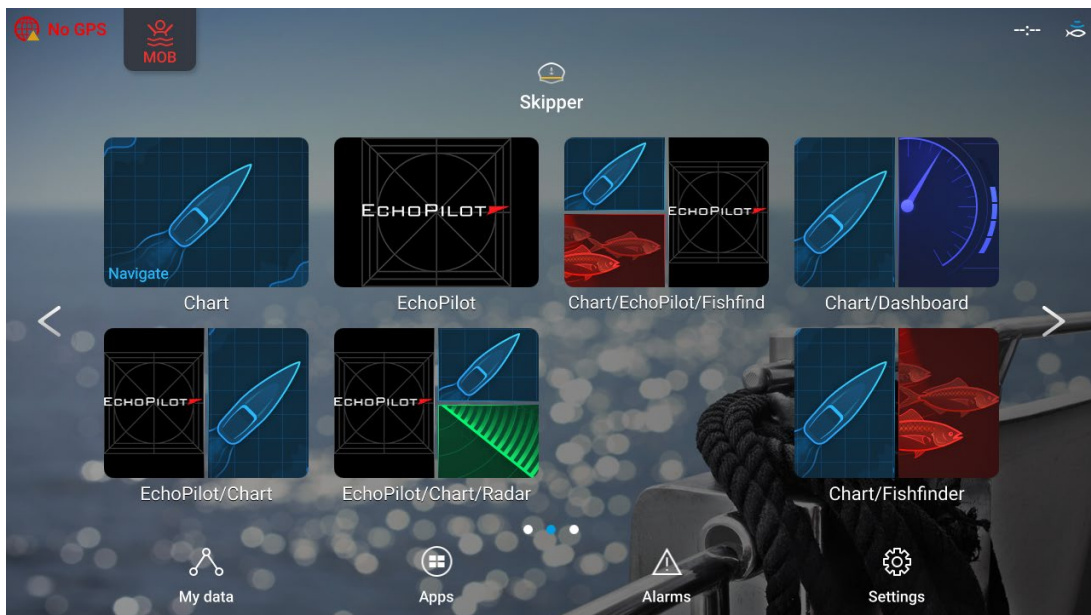 No GPS
MOB
--:--
Skipper
ECHOPILOT
ECHOPILOT
Navigate
Chart
EchoPilot
Chart/EchoPilot/Fishfind
Chart/Dashboard
ECHOPILOT
ECHOPILOT
EchoPilot/Chart
EchoPilot/Chart/Radar
Chart/Fishfinder
My data
Apps
Alarms
Settings